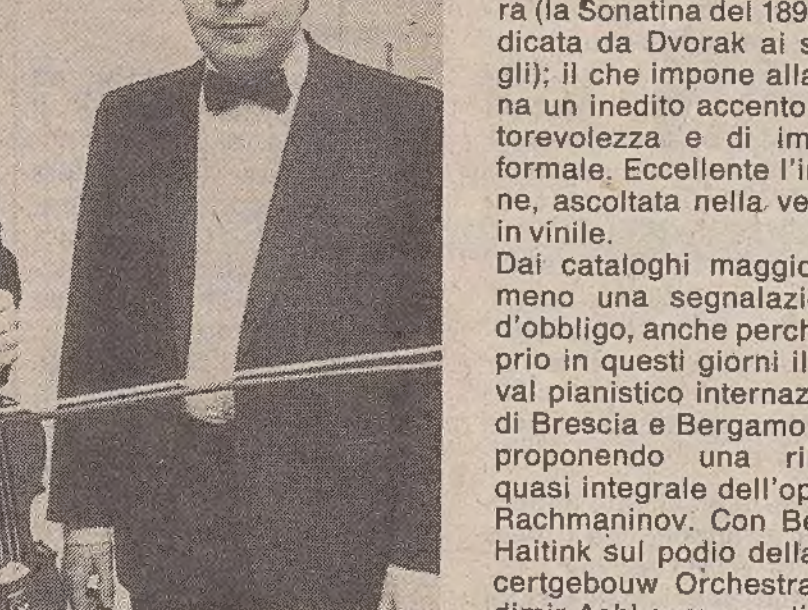 ra (la Sonatina del 189
dicata da Dvorak ai s
gli); il che impone alla
na un inedito accento
torevolezza e di im
formale. Eccellente l'i
ne, ascoltata nella ve
in vinile.
Dai cataloghi maggio
meno una segnalazi
d'obbligo, anche perch
prio in questi giorni il
val pianistico internaz
di Brescia e Bergamo
proponendo una ri
quasi integrale dell'op
Rachmaninov. Con Be
Haitink sul podio della
certgebouw Orchestra